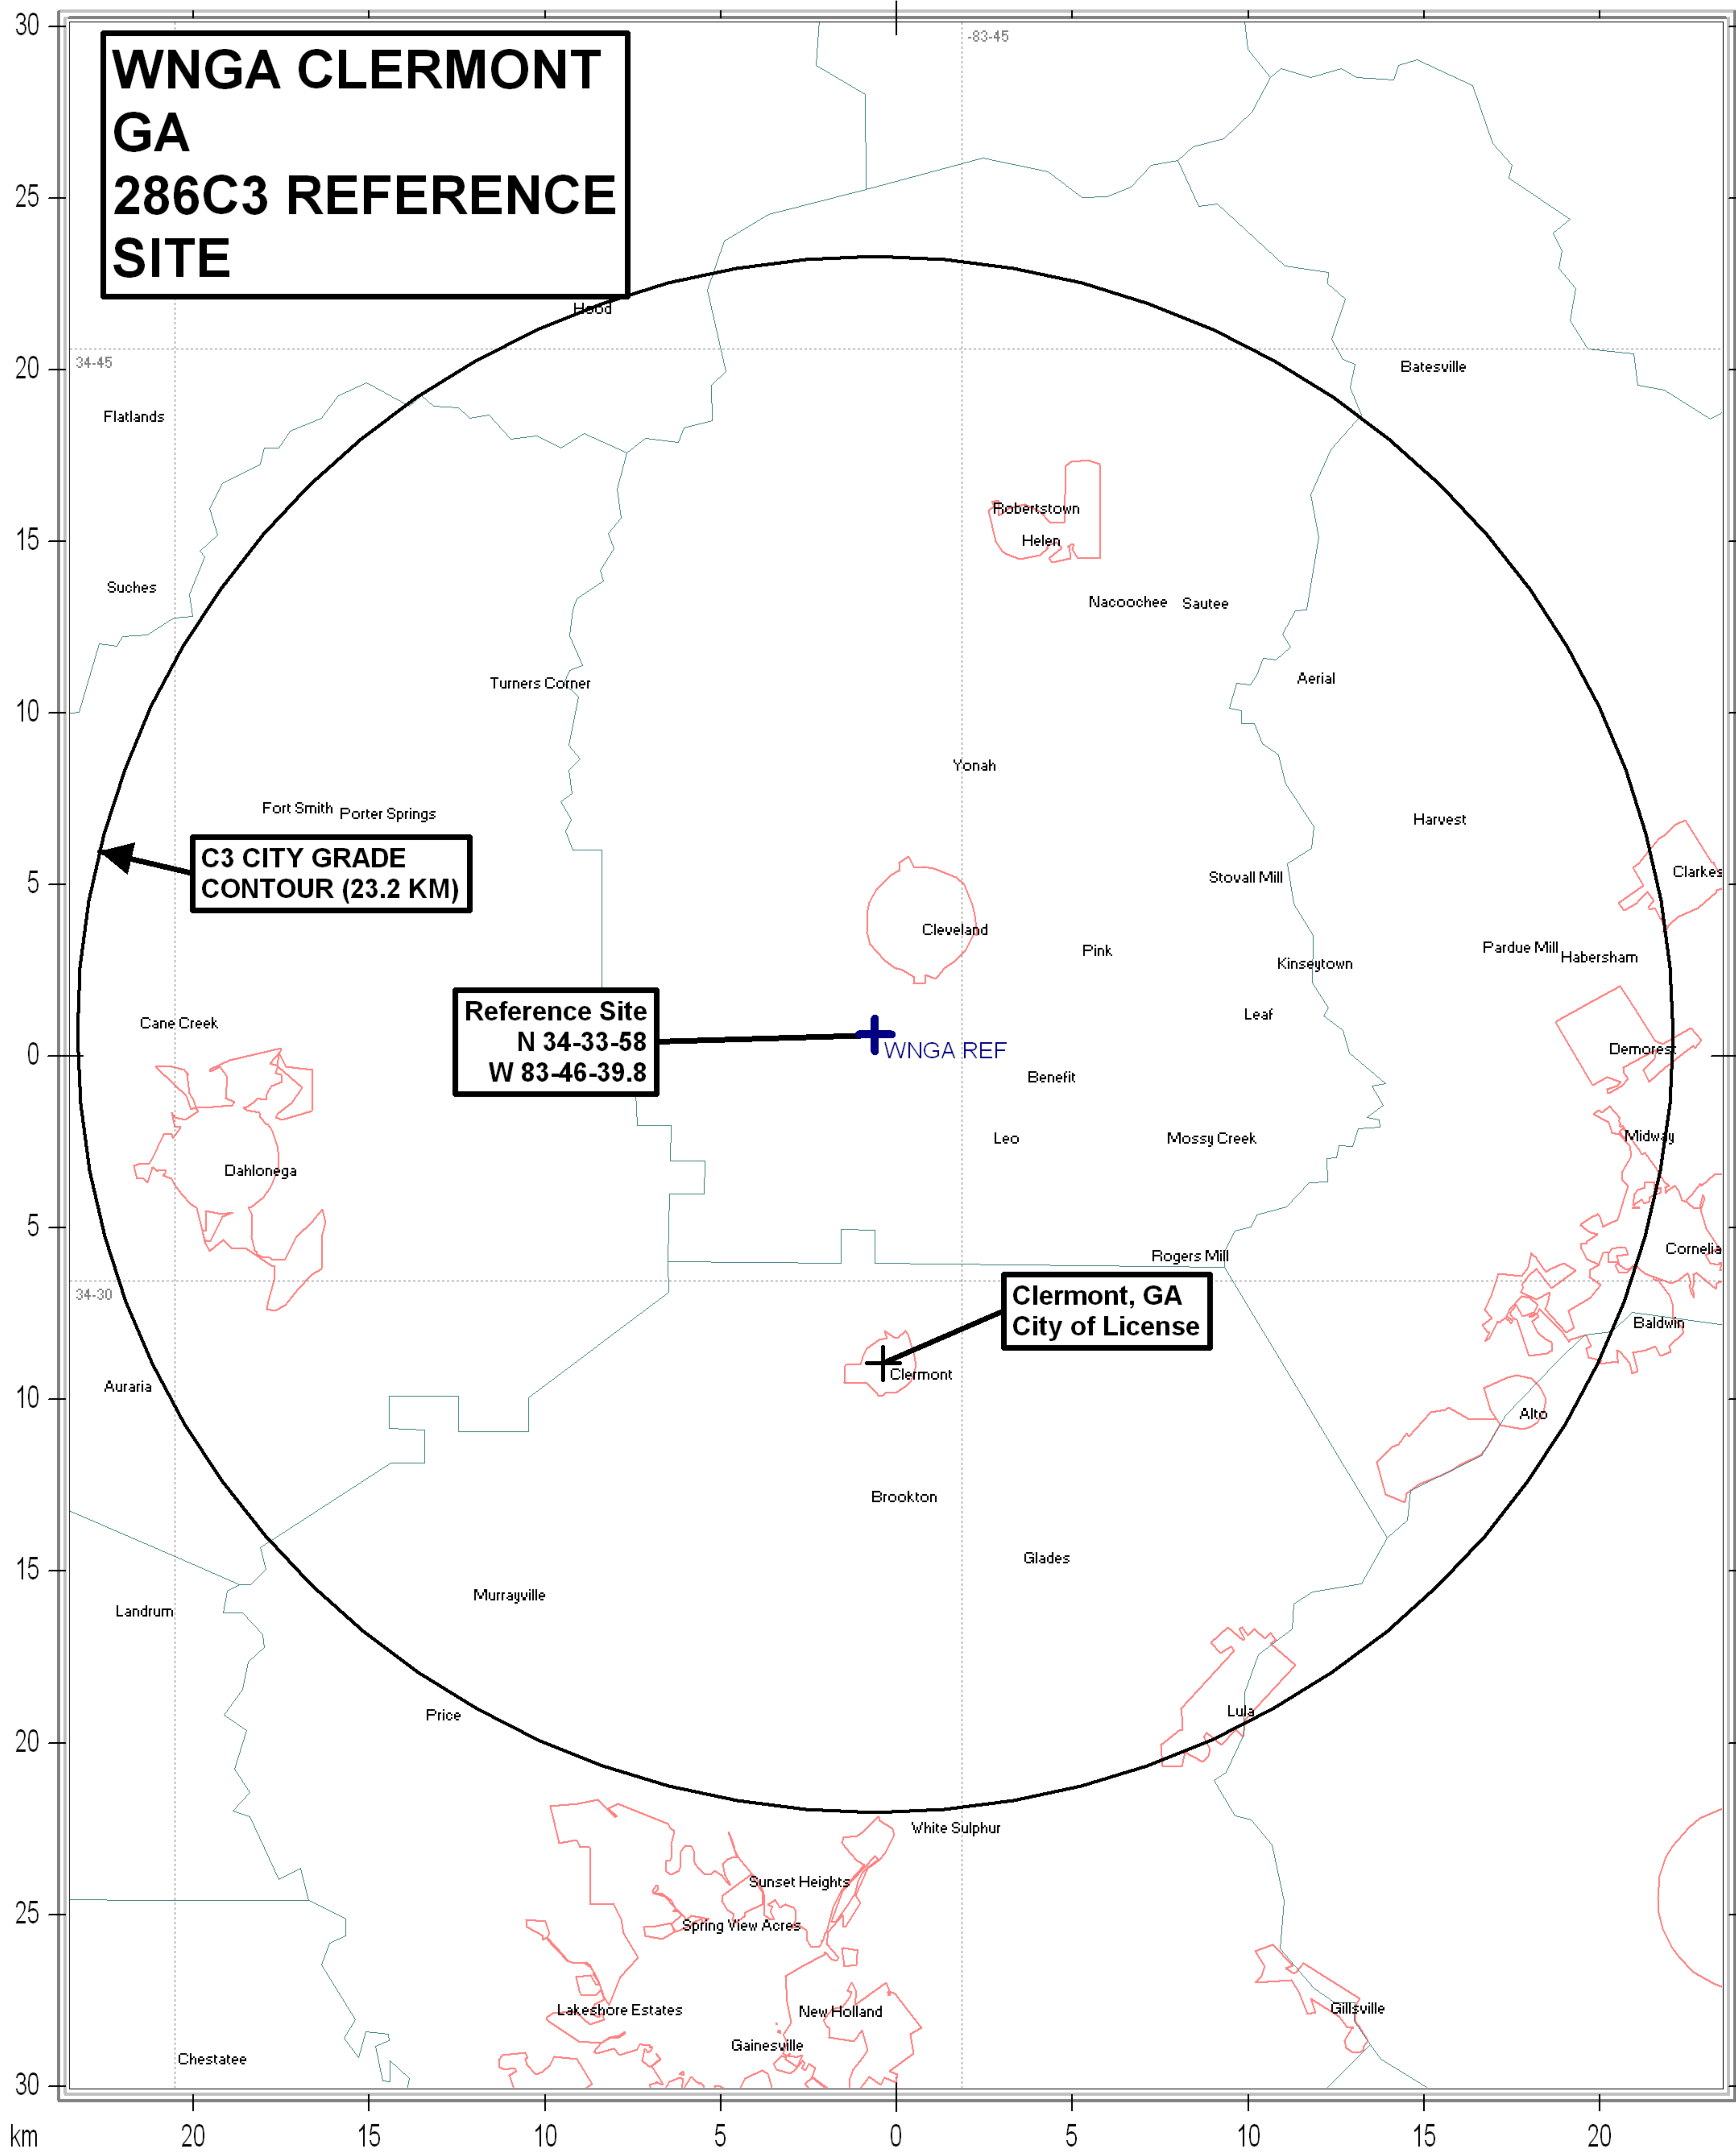 WNGA CLERMONT
GA
286C3 REFERENCE
SITE
-83-45
30
25
Hood
34-45
20
Batesville
Flatlands
Robertstown
15
Helen
Suches
Nacoochee Sautee
Aerial
Turners Corner
10
Yonah
Fort Smith Porter Springs
Harvest
C3 CITY GRADE
CONTOUR (23.2 KM)
5
Stovall Mill
Clarkes
Cleveland
Pink
Pardue Mill
Habersham
Kinseytown
Reference Site
N 34-33-58
W 83-46-39.8
Leaf
Cane Creek
WNGA REF
0
Demorest
Benefit
Leo
Mossy Creek
Midway
Dahlonega
5
Cornelia
Rogers Mill
34-30
Clermont, GA
City of License
Baldwin
Clermont
Auraria
10
Alto
Brookton
Glades
15
Murrayville
Landrum
Price
Lula
20
White Sulphur
Sunset Heights
25
Spring View Acres
Lakeshore Estates
New Holland
Gillsville
Gainesville
Chestatee
30
km 20 15 10 5 0 5 10 15 20